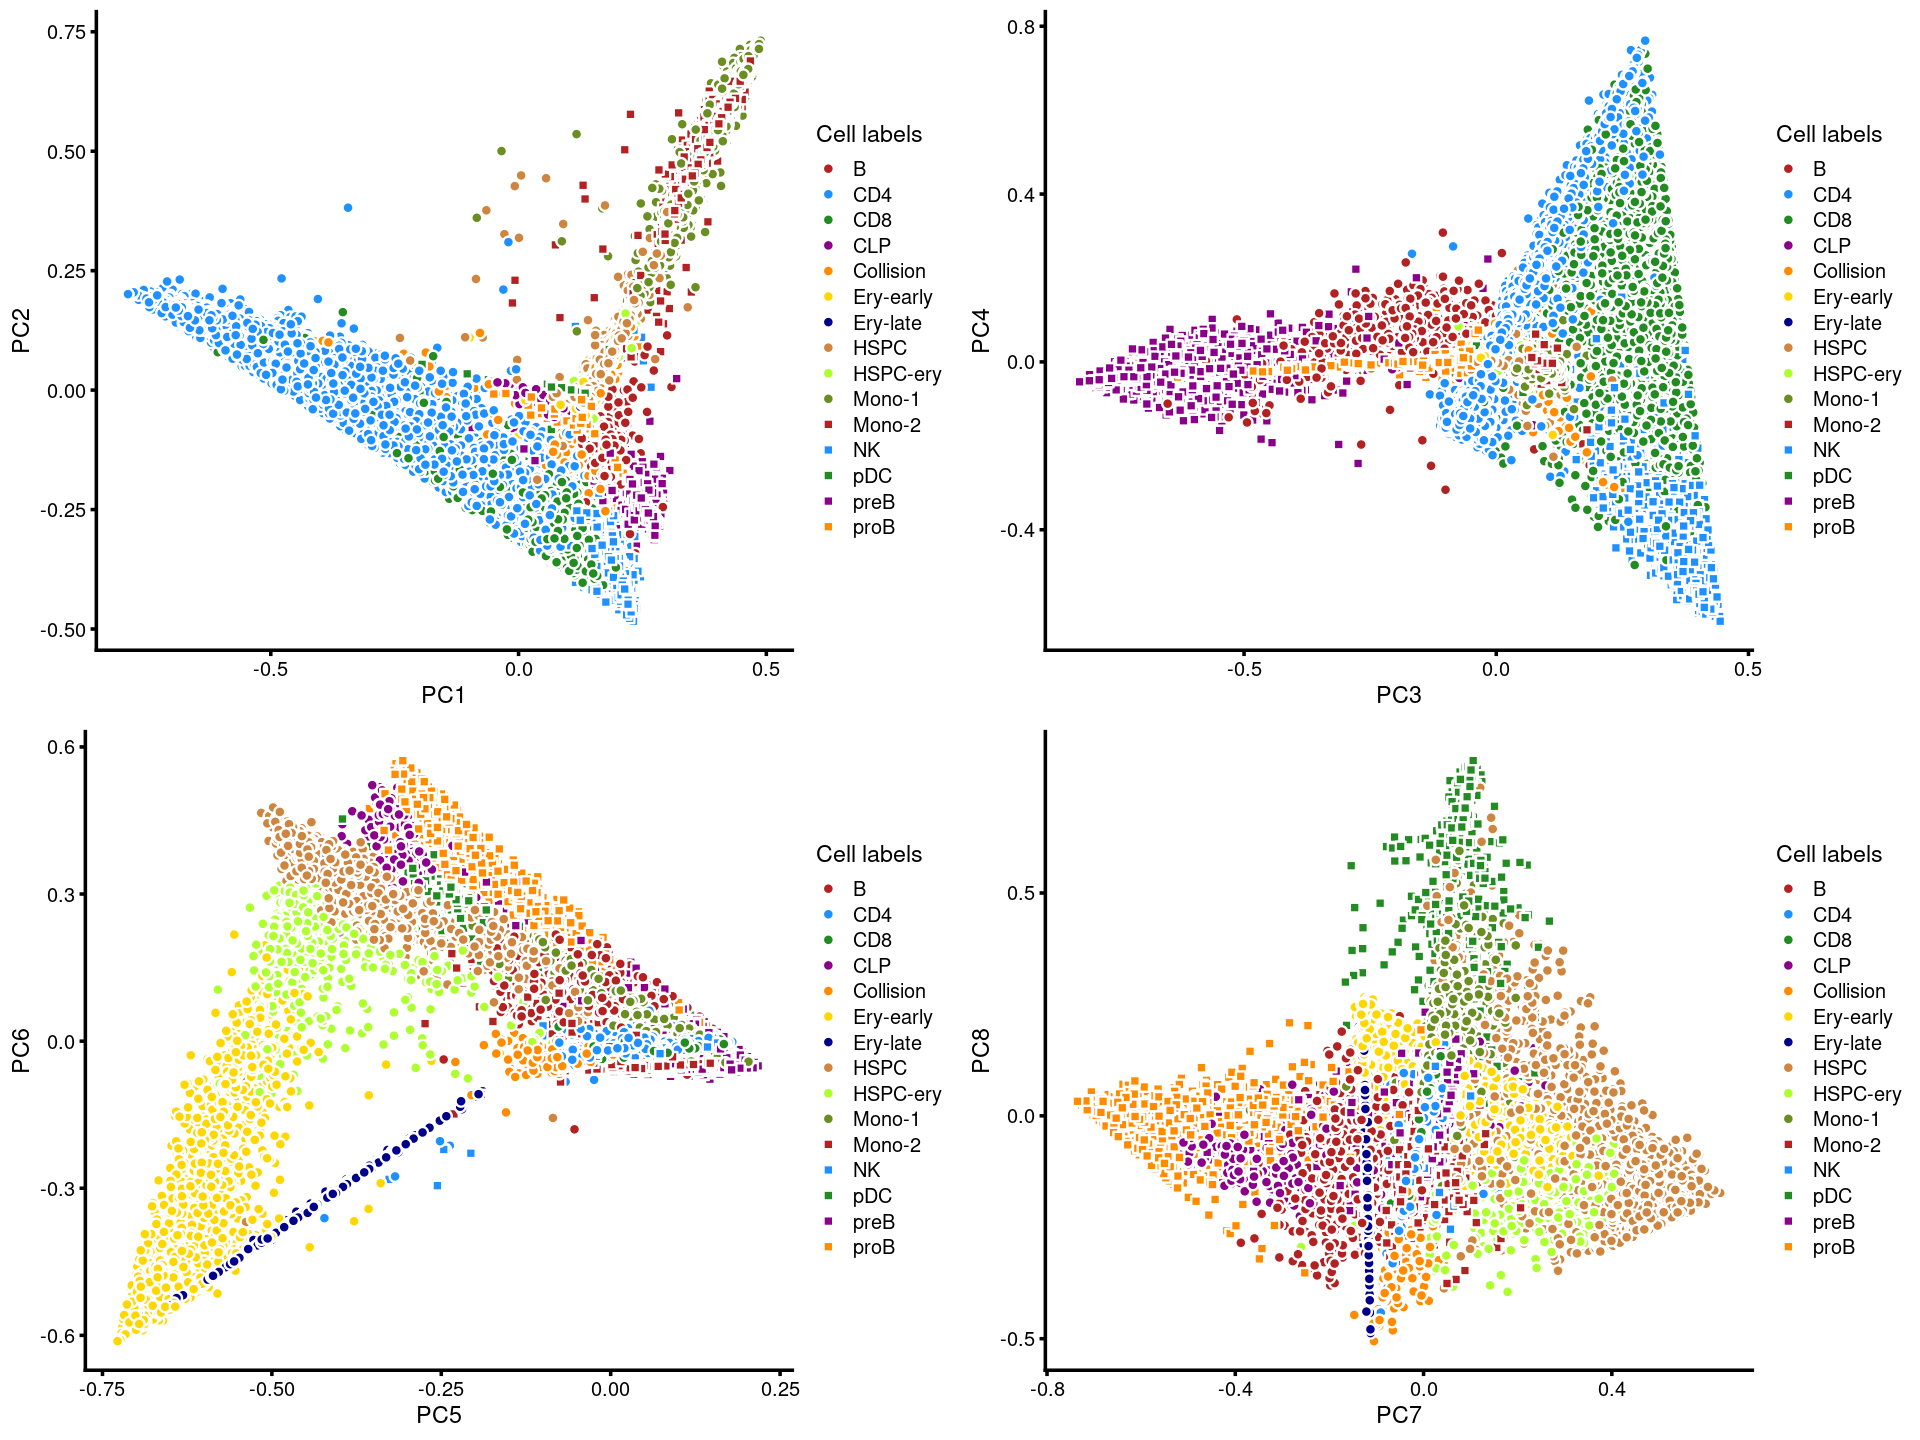 0.75
0.50
0.25
0.00
-0.25
-0.50
PC2
-0.5
0.0
0.5
PC1
Cell labels
B
CD4
CD8
CLP
Collision
Ery-early
Ery-late
HSPC
HSPC-ery
Mono-1
Mono-2
NK
pDC
preB
proB
0.8
0.4
0.0
-0.4
PC4
-0.5
0.0
0.5
PC3
Cell labels
B
CD4
CD8
CLP
Collision
Ery-early
Ery-late
HSPC
HSPC-ery
Mono-1
Mono-2
NK
pDC
preB
proB
0.6
0.3
0.0
-0.3
-0.6
PC6
-0.75
-0.50
-0.25
0.00
0.25
PC5
Cell labels
B
CD4
CD8
CLP
Collision
Ery-early
Ery-late
HSPC
HSPC-ery
Mono-1
Mono-2
NK
pDC
preB
proB
0.5
0.0
-0.5
PC8
-0.8
-0.4
0.0
0.4
PC7
Cell labels
B
CD4
CD8
CLP
Collision
Ery-early
Ery-late
HSPC
HSPC-ery
Mono-1
Mono-2
NK
pDC
preB
proB